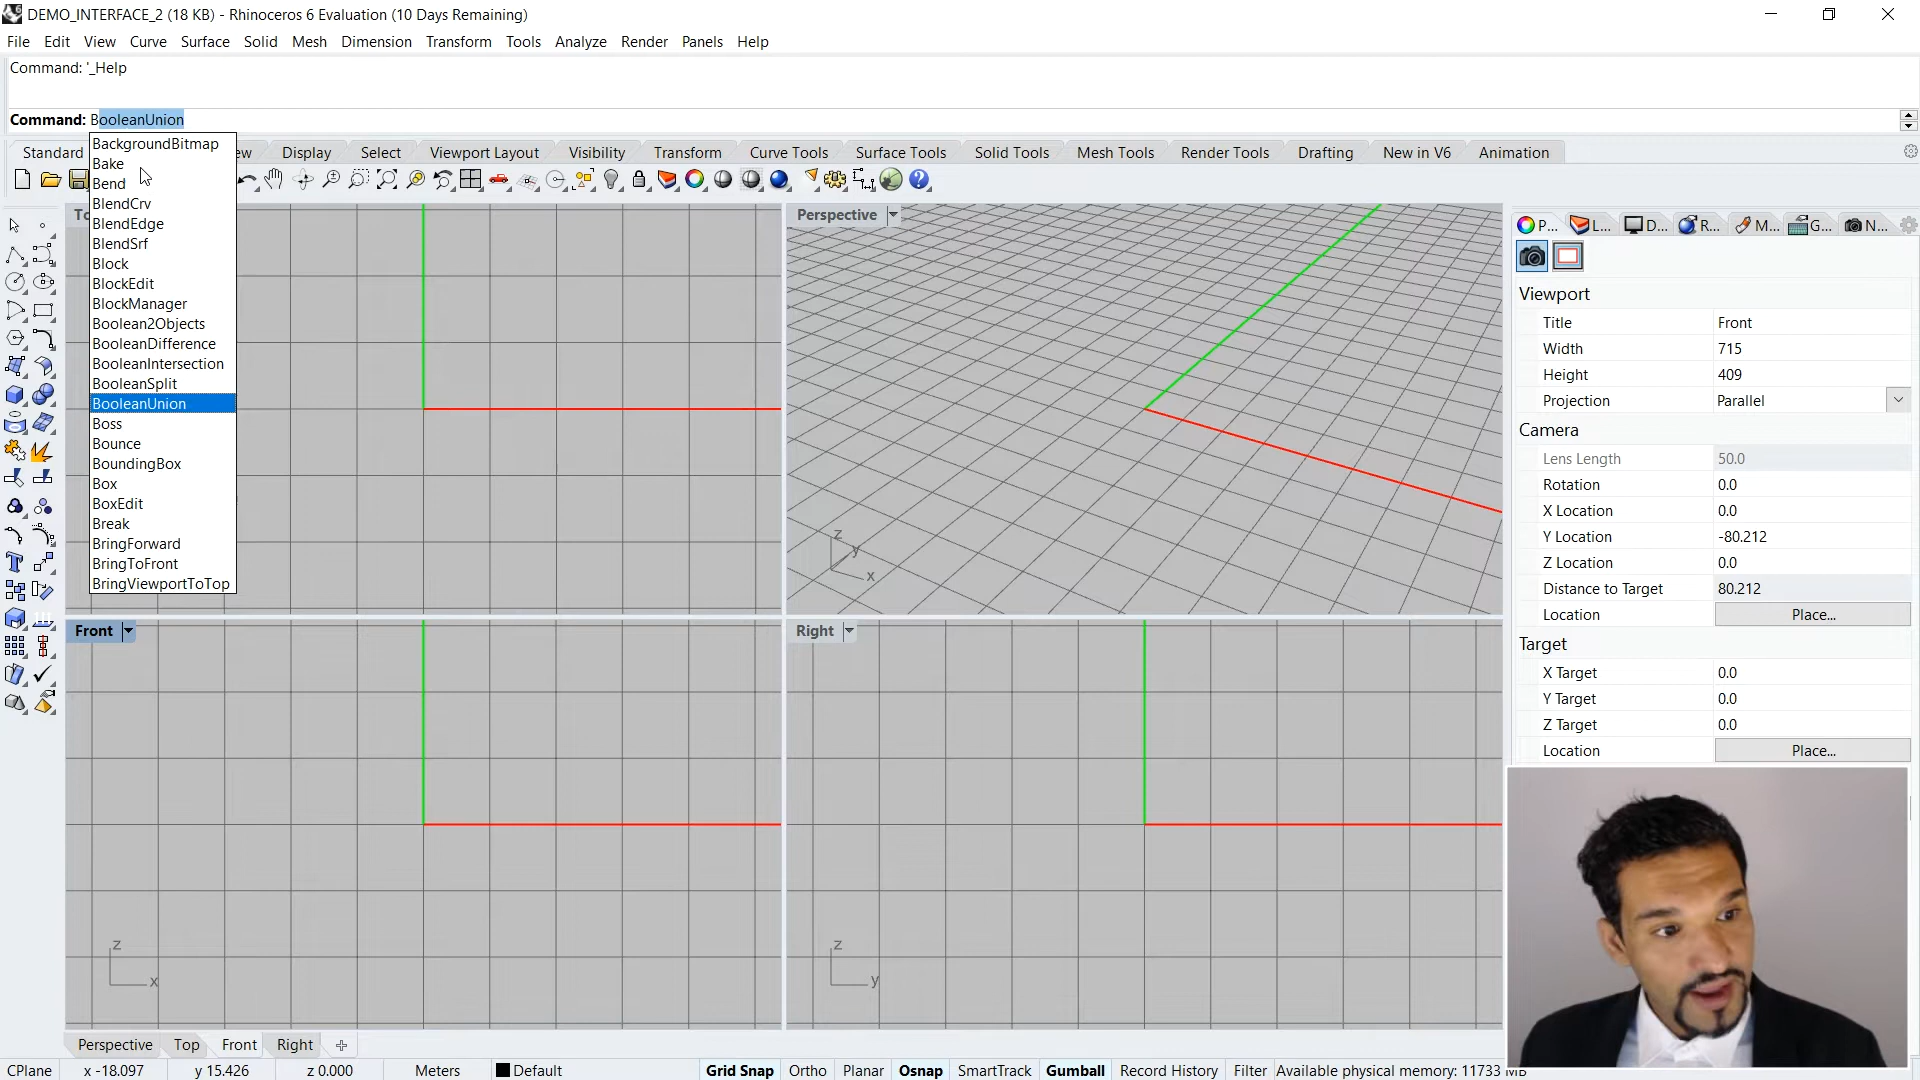 DEMO_INTERFACE_2 (18 KB) - Rhinoceros 6 Evaluation (10 Days Remaining)
File Edit View Curve Surface Solid Mesh Dimension Transform Tools Analyze Render Panels Help
Command: '_Help
Command: BooleanUnion
Standard Display Select Viewport Layout Visibility Transform Curve Tools Surface Tools Solid Tools Mesh Tools Render Tools Drafting New in V6 Animation
BackgroundBitmap
Bake
Bend
BlendCrv
BlendEdge
BlendSrf
Block
BlockEdit
BlockManager
Boolean2Objects
BooleanDifference
BooleanIntersection
BooleanSplit
BooleanUnion
Boss
Bounce
BoundingBox
Box
BoxEdit
Break
BringForward
BringToFront
BringViewportToTop
Perspective
z
y
x
Front
z
x
Right
z
y
P... L... D... R... M... G... N...
Viewport
Title Front
Width 715
Height 409
Projection Parallel
Camera
Lens Length 50.0
Rotation 0.0
X Location 0.0
Y Location -80.212
Z Location 0.0
Distance to Target 80.212
Location Place...
Target
X Target 0.0
Y Target 0.0
Z Target 0.0
Location Place...
Perspective Top Front Right
CPlane x -18.097 y 15.426 z 0.000 Meters Default Grid Snap Ortho Planar Osnap SmartTrack Gumball Record History Filter Available physical memory: 11733 MB